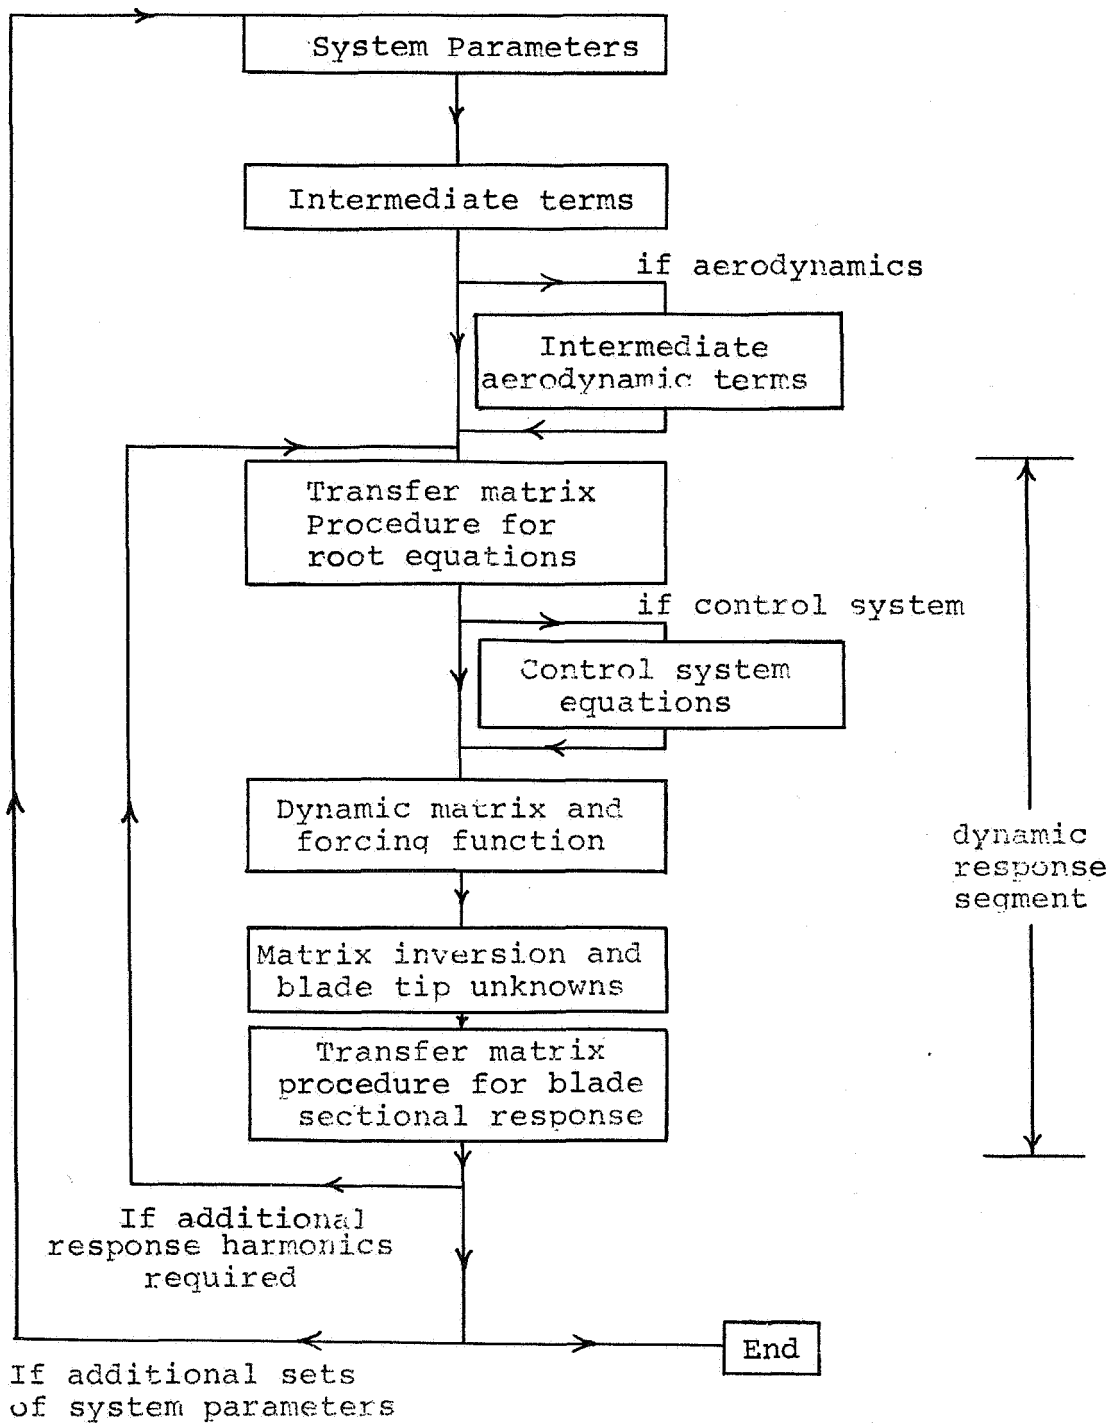 System Parameters
Intermediate terms
if aerodynamics
Intermediate
aerodynamic terms
Transfer matrix
Procedure for
root equations
if control system
Control system
equations
Dynamic matrix and
forcing function
dynamic
response
segment
Matrix inversion and
blade tip unknowns
Transfer matrix
procedure for blade
sectional response
If additional
response harmonics
required
End
If additional sets
of system parameters